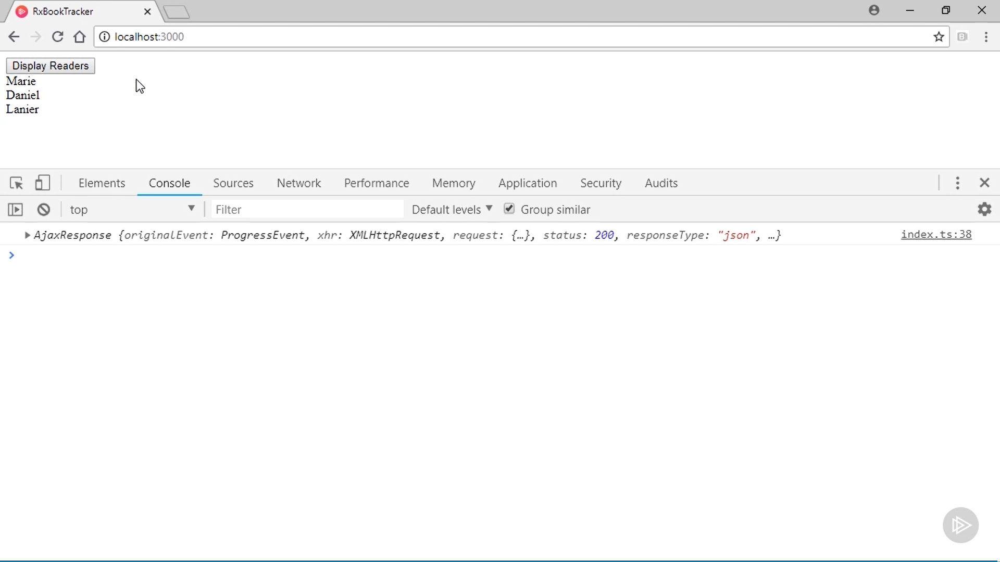 RxBookTracker
localhost:3000
Display Readers
Marie
Daniel
Lanier
Elements Console Sources Network Performance Memory Application Security Audits
top Filter Default levels Group similar
AjaxResponse {originalEvent: ProgressEvent, xhr: XMLHttpRequest, request: {…}, status: 200, responseType: "json", …} index.ts:38